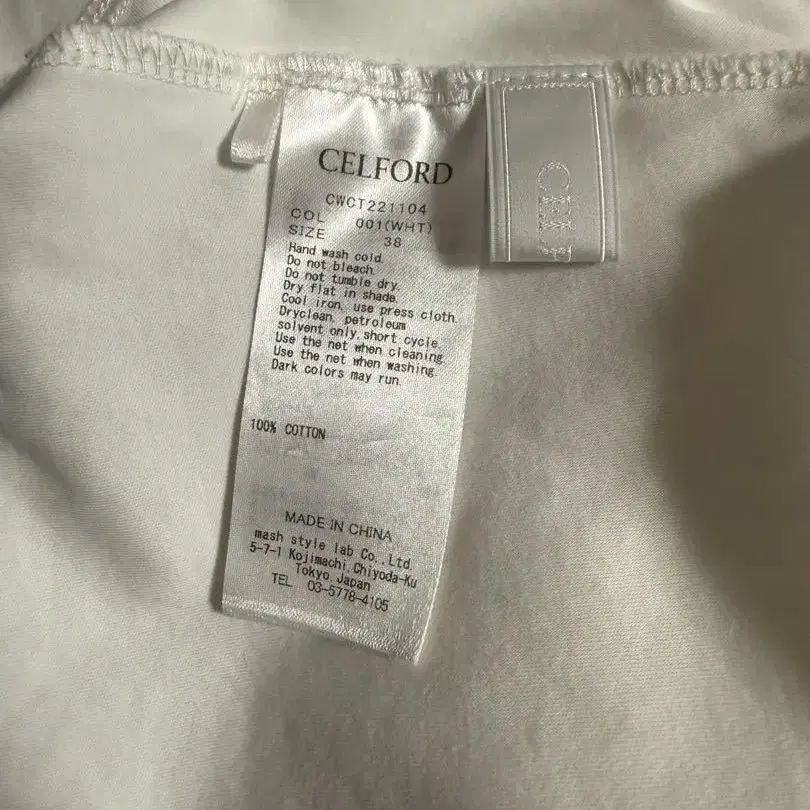 CELFORD
CWCT221104
COL 001(WHT)
SIZE 38
Hand wash cold.
Do not bleach.
Do not tumble dry.
Dry flat in shade.
Cool iron, use press cloth.
Dryclean, petroleum
solvent only,short cycle.
Use the net when cleaning.
Use the net when washing.
Dark colors may run.
100% COTTON
MADE IN CHINA
mash style lab Co.,Ltd.
5-7-1 Kojimachi,Chiyoda-Ku
Tokyo,Japan
TEL 03-5778-4105